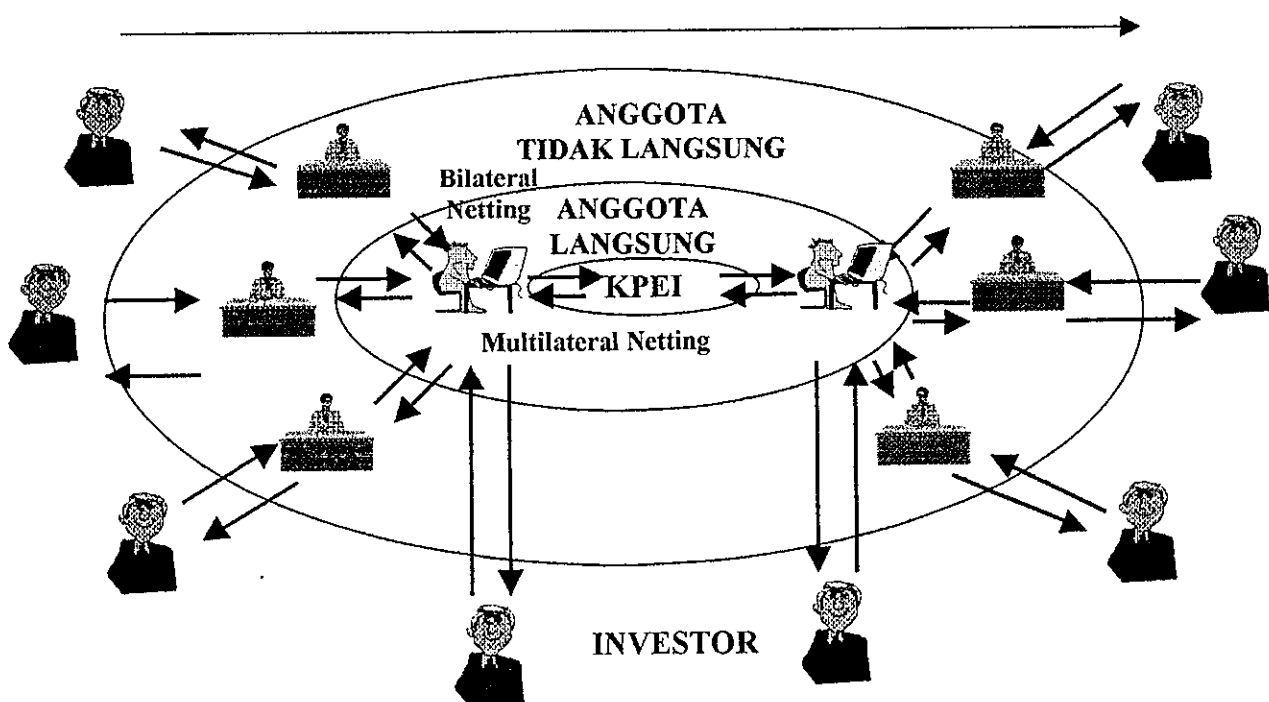 ANGGOTA
TIDAK LANGSUNG
Bilateral
Netting
ANGGOTA
LANGSUNG
KPEI
Multilateral Netting
INVESTOR